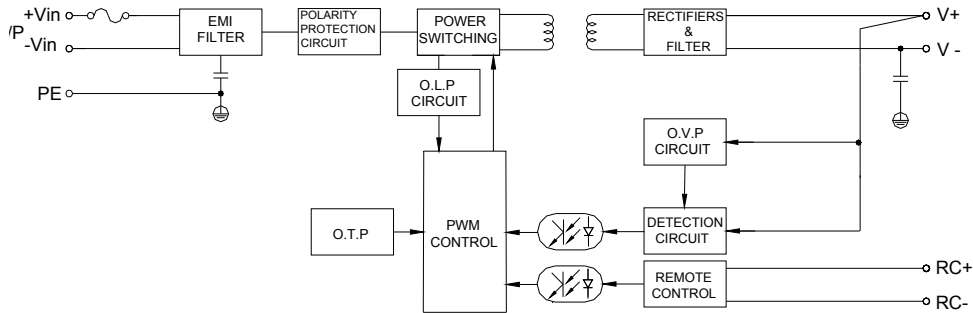 +Vin
I/P
-Vin
PE
EMI
FILTER
POLARITY
PROTECTION
CIRCUIT
POWER
SWITCHING
RECTIFIERS
&
FILTER
V+
V -
O.L.P
CIRCUIT
O.V.P
CIRCUIT
O.T.P
PWM
CONTROL
DETECTION
CIRCUIT
REMOTE
CONTROL
RC+
RC-